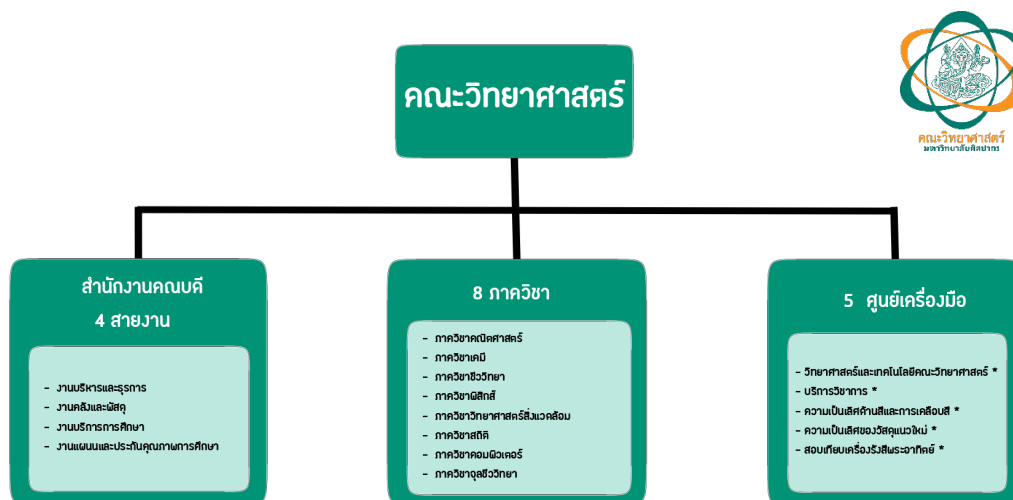 คณะวิทยาศาสตร์
คณะวิทยาศาสตร์
มหาวิทยาลัยศิลปากร
สำนักงานคณบดี
4 สายงาน
- งานบริหารและธุรการ
- งานคลังและพัสดุ
- งานบริการการศึกษา
- งานแผนและประกันคุณภาพการศึกษา
8 ภาควิชา
- ภาควิชาคณิตศาสตร์
- ภาควิชาเคมี
- ภาควิชาชีววิทยา
- ภาควิชาฟิสิกส์
- ภาควิชาวิทยาศาสตร์สิ่งแวดล้อม
- ภาควิชาสถิติ
- ภาควิชาคอมพิวเตอร์
- ภาควิชาจุลชีววิทยา
5 ศูนย์เครื่องมือ
- วิทยาศาสตร์และเทคโนโลยีคณะวิทยาศาสตร์ *
- บริการวิชาการ *
- ความเป็นเลิศด้านสีและการเคลือบสี *
- ความเป็นเลิศของวัสดุแนวใหม่ *
- สอบเทียบเครื่องรังสีพระอาทิตย์ *